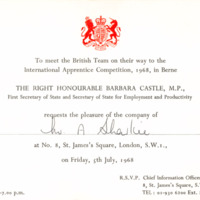 To meet the British Team on their way to the
International Apprentice Competition, 1968, in Berne
THE RIGHT HONOURABLE BARBARA CASTLE, M.P.,
First Secretary of State and Secretary of State for Employment and Productivity
requests the pleasure of the company of
A
at No. 8, St. James's Square, London, S.W.1.,
on Friday, 5th July, 1968
R.S.V.P. Chief Information Officer
8, St. James's Square, S
7.00 p.m.